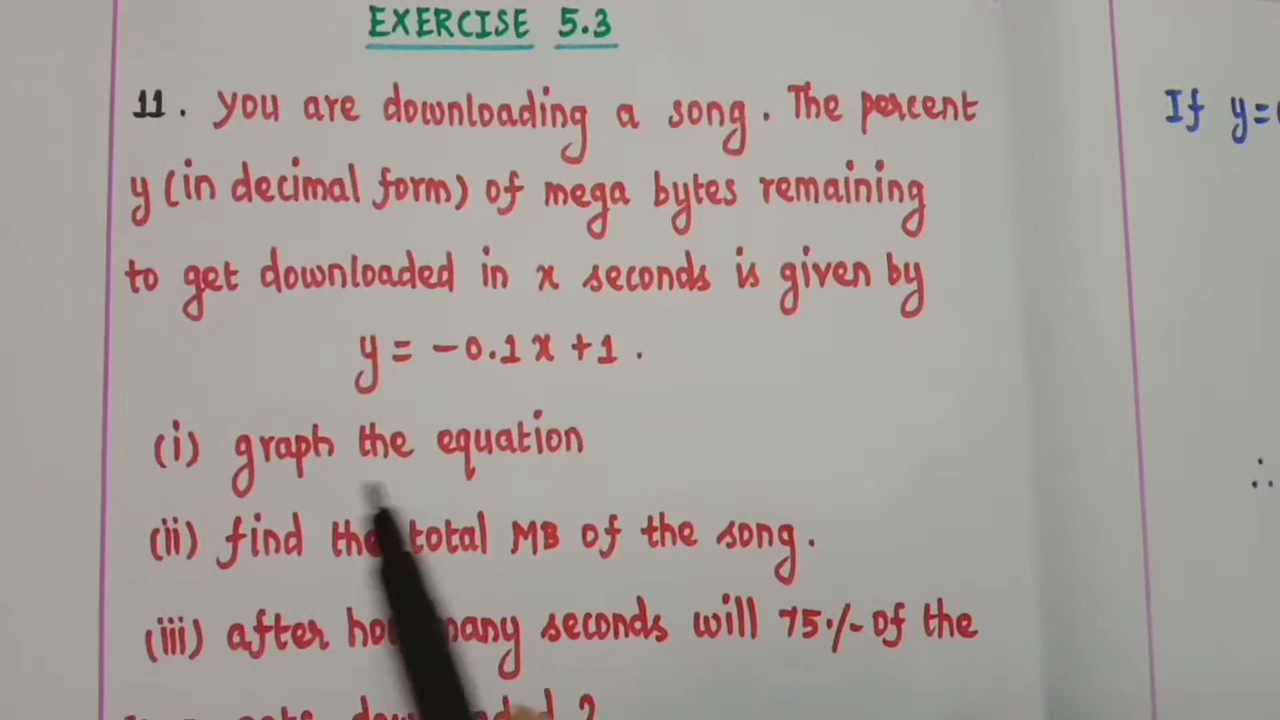 EXERCISE 5.3
11. you are downloading a song. The percent
y (in decimal form) of mega bytes remaining
to get downloaded in x seconds is given by
y = -0.1x + 1.
(i) graph the equation
(ii) find the total MB of the song.
(iii) after how many seconds will 75% of the
?
If y=
∴